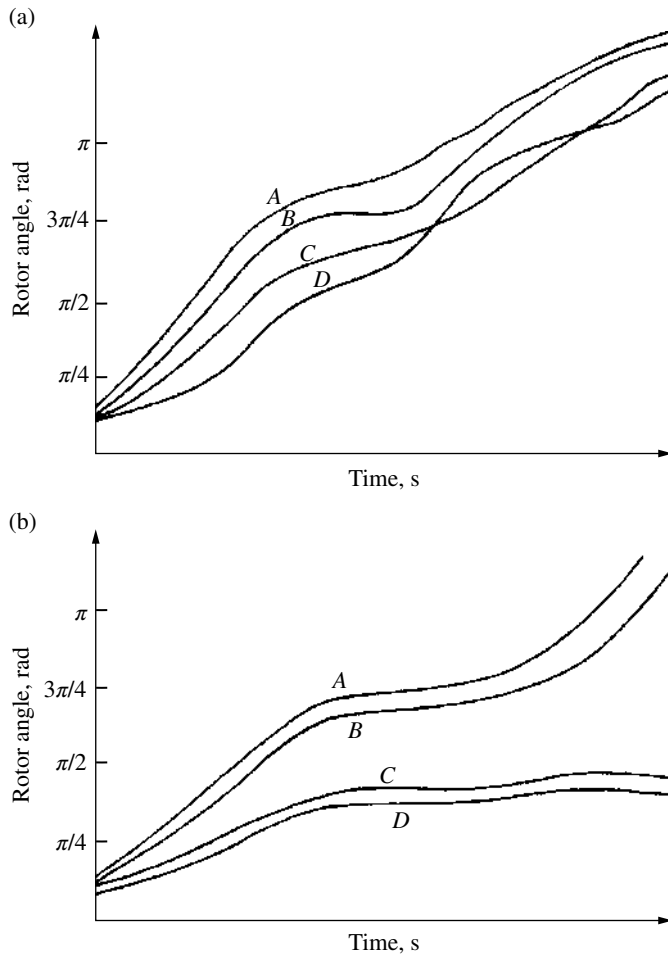 (a)
Rotor angle, rad
π
3π/4
π/2
π/4
A
B
C
D
Time, s
(b)
Rotor angle, rad
π
3π/4
π/2
π/4
A
B
C
D
Time, s